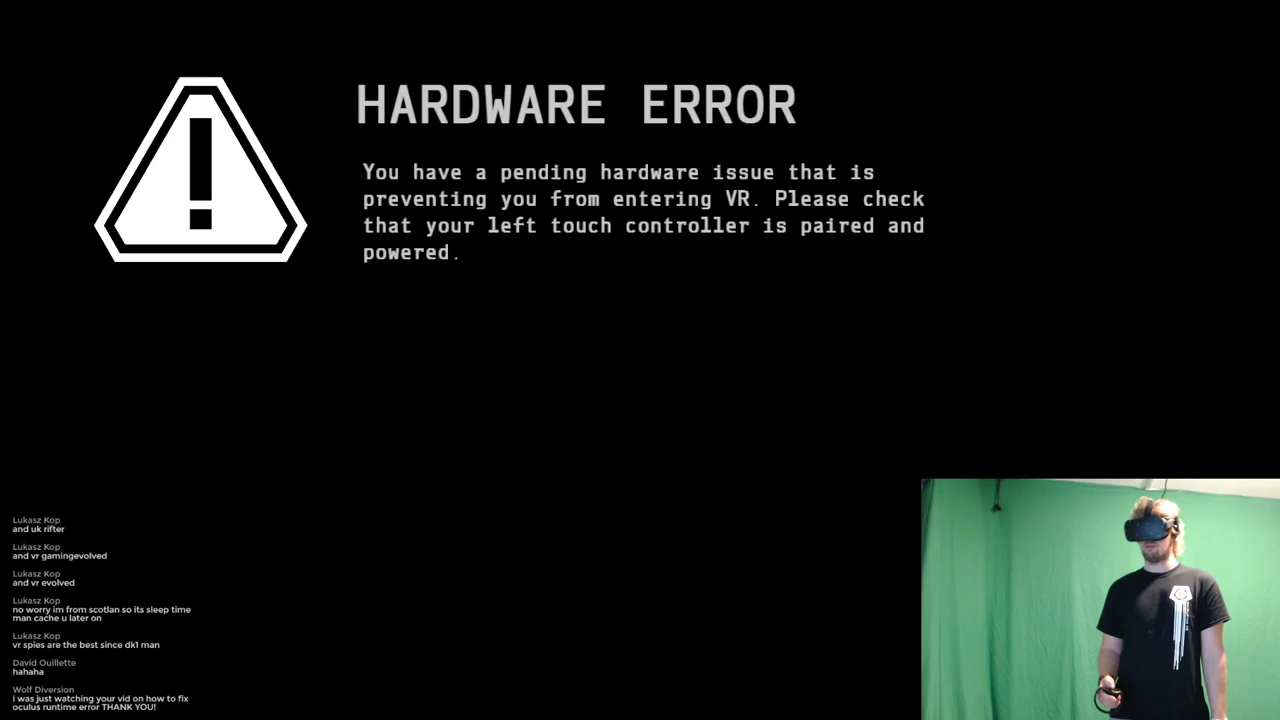 HARDWARE ERROR
You have a pending hardware issue that is
preventing you from entering VR. Please check
that your left touch controller is paired and
powered.
Lukasz Kop
and uk rifter
Lukasz Kop
and vr gamingevolved
Lukasz Kop
and vr evolved
Lukasz Kop
no worry im from scotlan so its sleep time
man cache u later on
Lukasz Kop
vr spies are the best since dk1 man
David Ouillette
hahaha
Wolf Diversion
i was just watching your vid on how to fix
oculus runtime error THANK YOU!